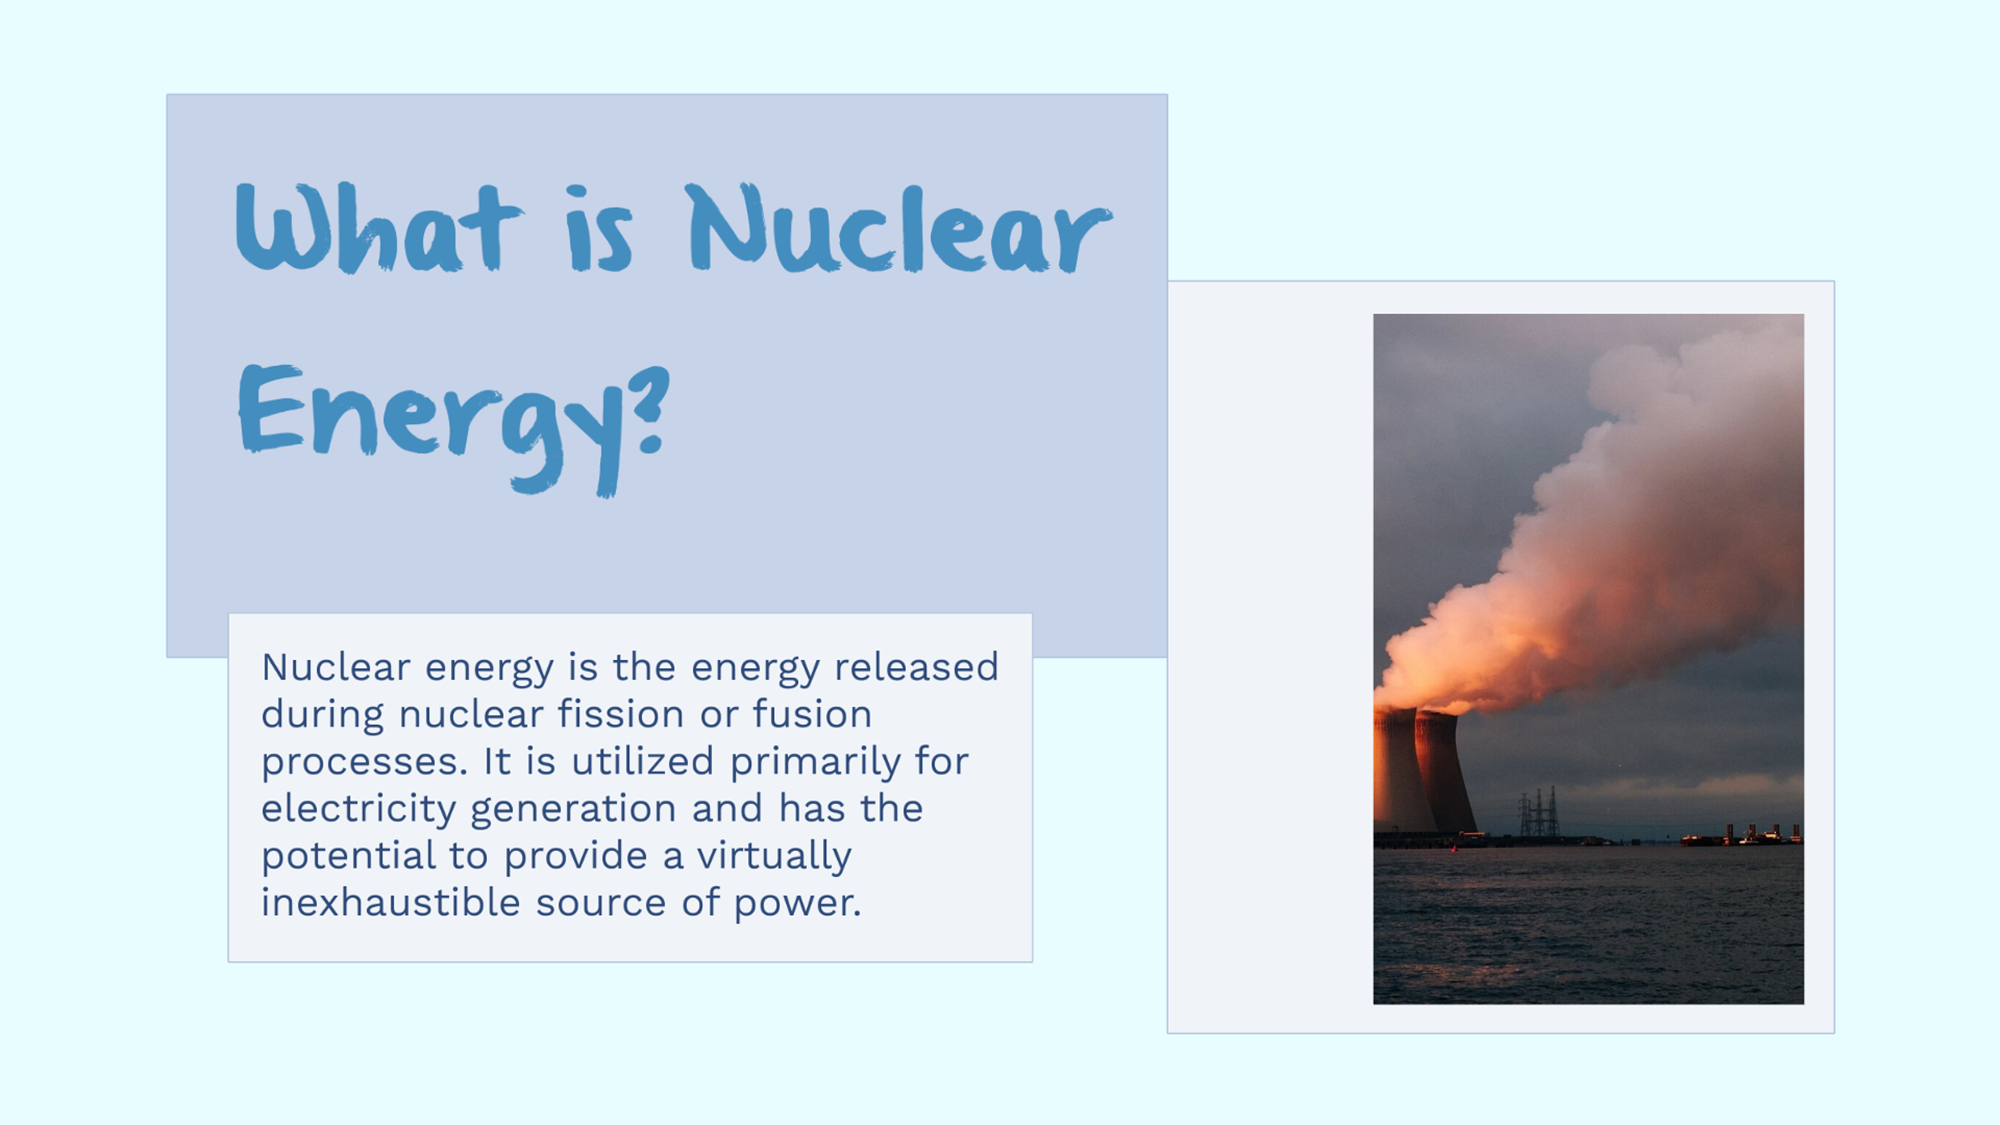 What is Nuclear
Energy?
Nuclear energy is the energy released
during nuclear fission or fusion
processes. It is utilized primarily for
electricity generation and has the
potential to provide a virtually
inexhaustible source of power.